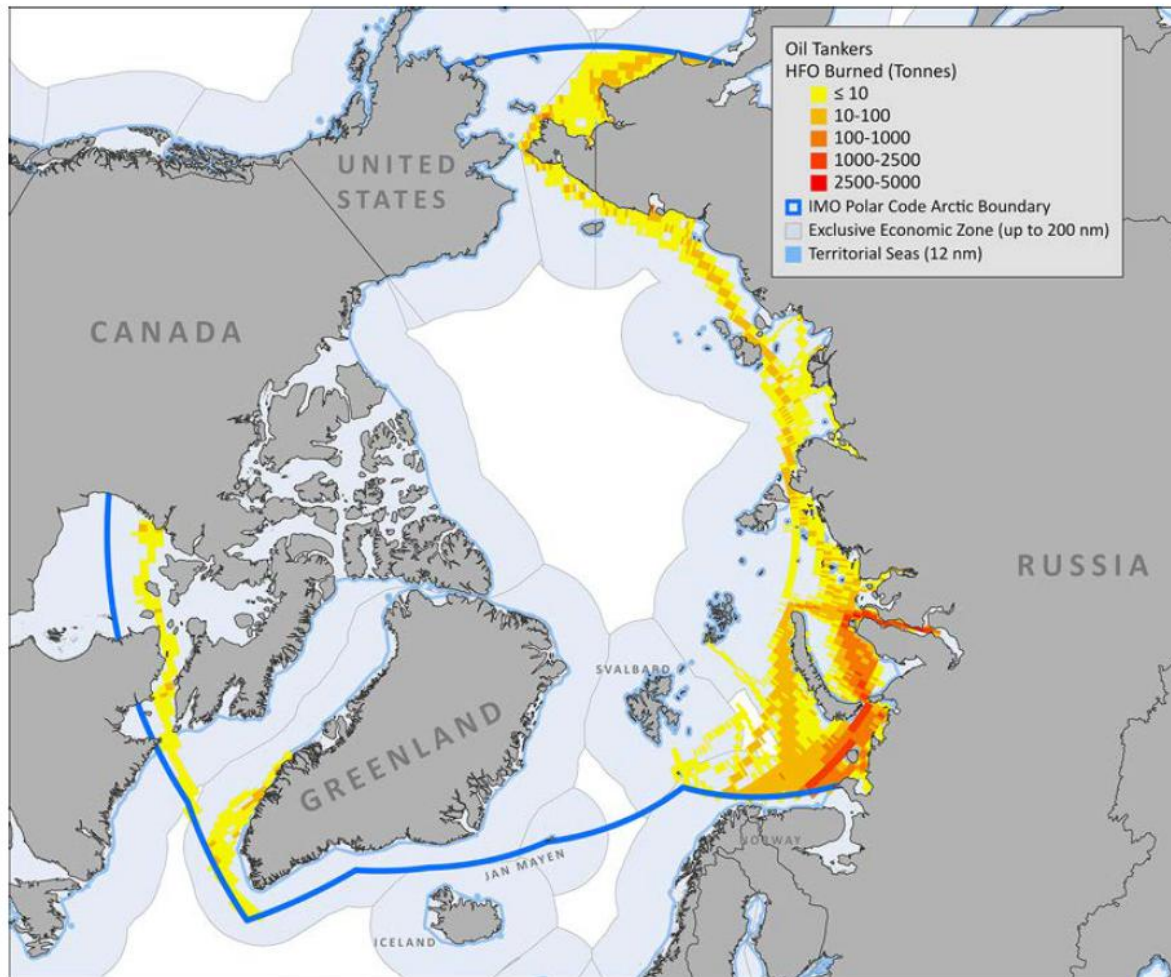 Oil Tankers
HFO Burned (Tonnes)
≤ 10
10-100
100-1000
1000-2500
2500-5000
IMO Polar Code Arctic Boundary
Exclusive Economic Zone (up to 200 nm)
Territorial Seas (12 nm)
UNITED
STATES
CANADA
RUSSIA
SVALBARD
GREENLAND
NORWAY
JAN MAYEN
ICELAND